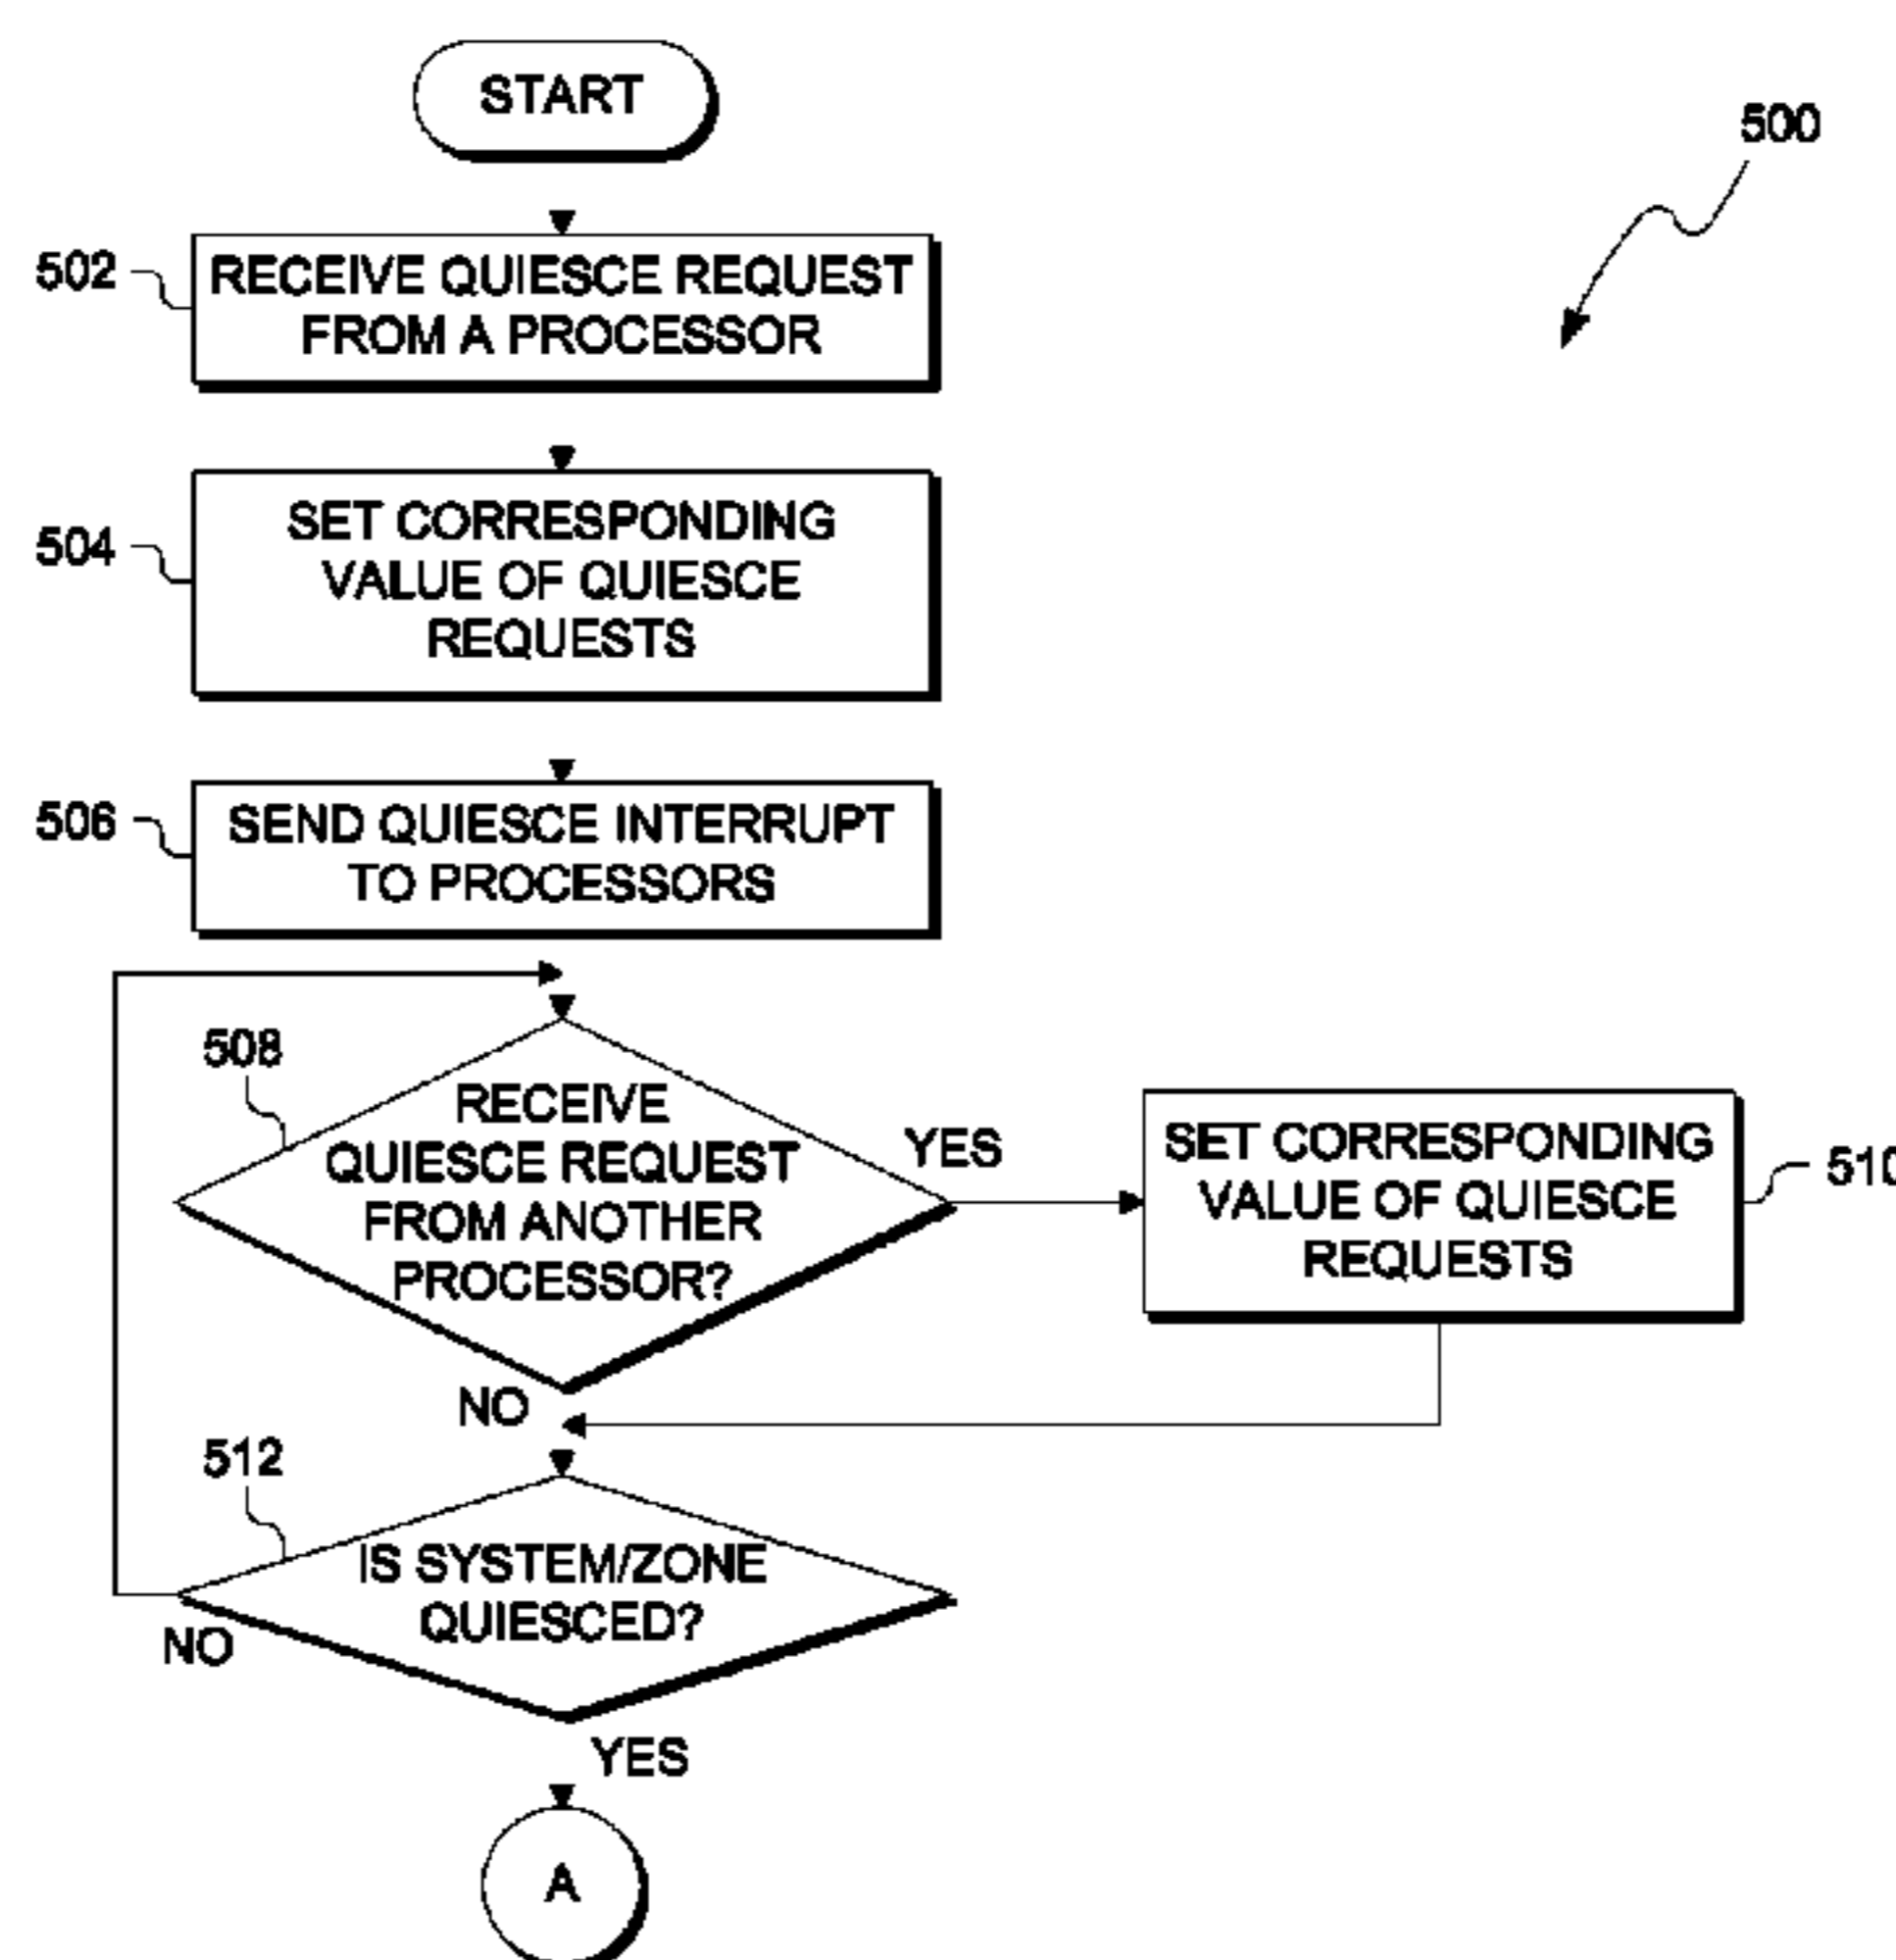 START
500
502
RECEIVE QUIESCE REQUEST
FROM A PROCESSOR
504
SET CORRESPONDING
VALUE OF QUIESCE
REQUESTS
506
SEND QUIESCE INTERRUPT
TO PROCESSORS
508
RECEIVE
QUIESCE REQUEST
FROM ANOTHER
PROCESSOR?
YES
SET CORRESPONDING
VALUE OF QUIESCE
REQUESTS
510
NO
512
IS SYSTEM/ZONE
QUIESCED?
NO
YES
A